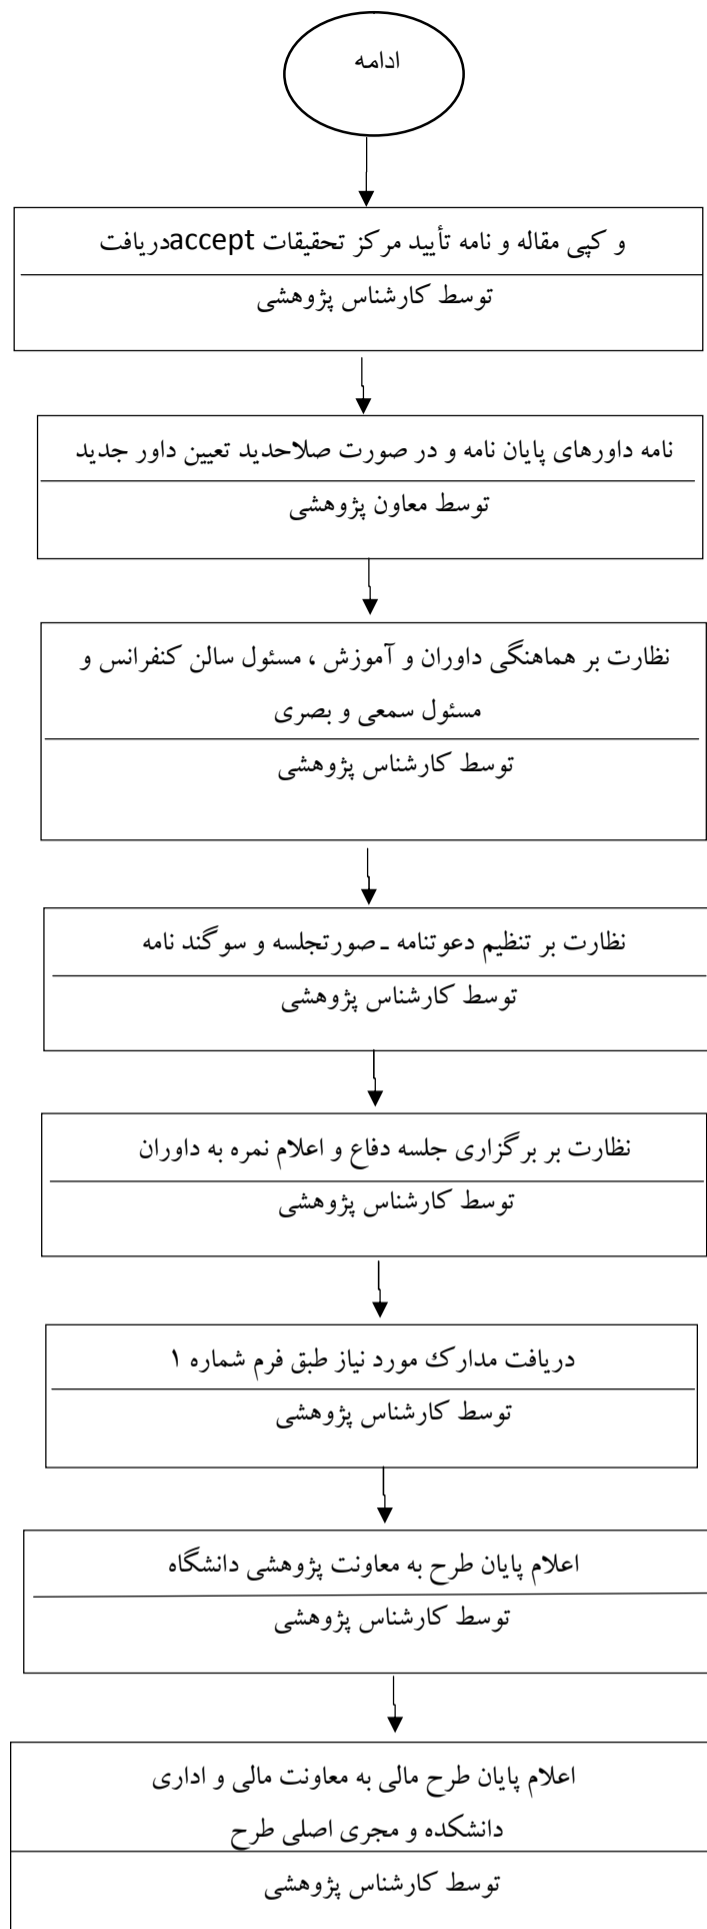 ادامه
دریافت accept و کپی مقاله و نامه تأیید مرکز تحقیقات
توسط کارشناس پژوهشی
نامه داورهای پایان نامه و در صورت صلاحدید تعیین داور جدید
توسط معاون پژوهشی
نظارت بر هماهنگی داوران و آموزش ، مسئول سالن کنفرانس و
مسئول سمعی و بصری
توسط کارشناس پژوهشی
نظارت بر تنظیم دعوتنامه ـ صورتجلسه و سوگند نامه
توسط کارشناس پژوهشی
نظارت بر برگزاری جلسه دفاع و اعلام نمره به داوران
توسط کارشناس پژوهشی
دریافت مدارک مورد نیاز طبق فرم شماره ۱
توسط کارشناس پژوهشی
اعلام پایان طرح به معاونت پژوهشی دانشگاه
توسط کارشناس پژوهشی
اعلام پایان طرح مالی به معاونت مالی و اداری
دانشکده و مجری اصلی طرح
توسط کارشناس پژوهشی